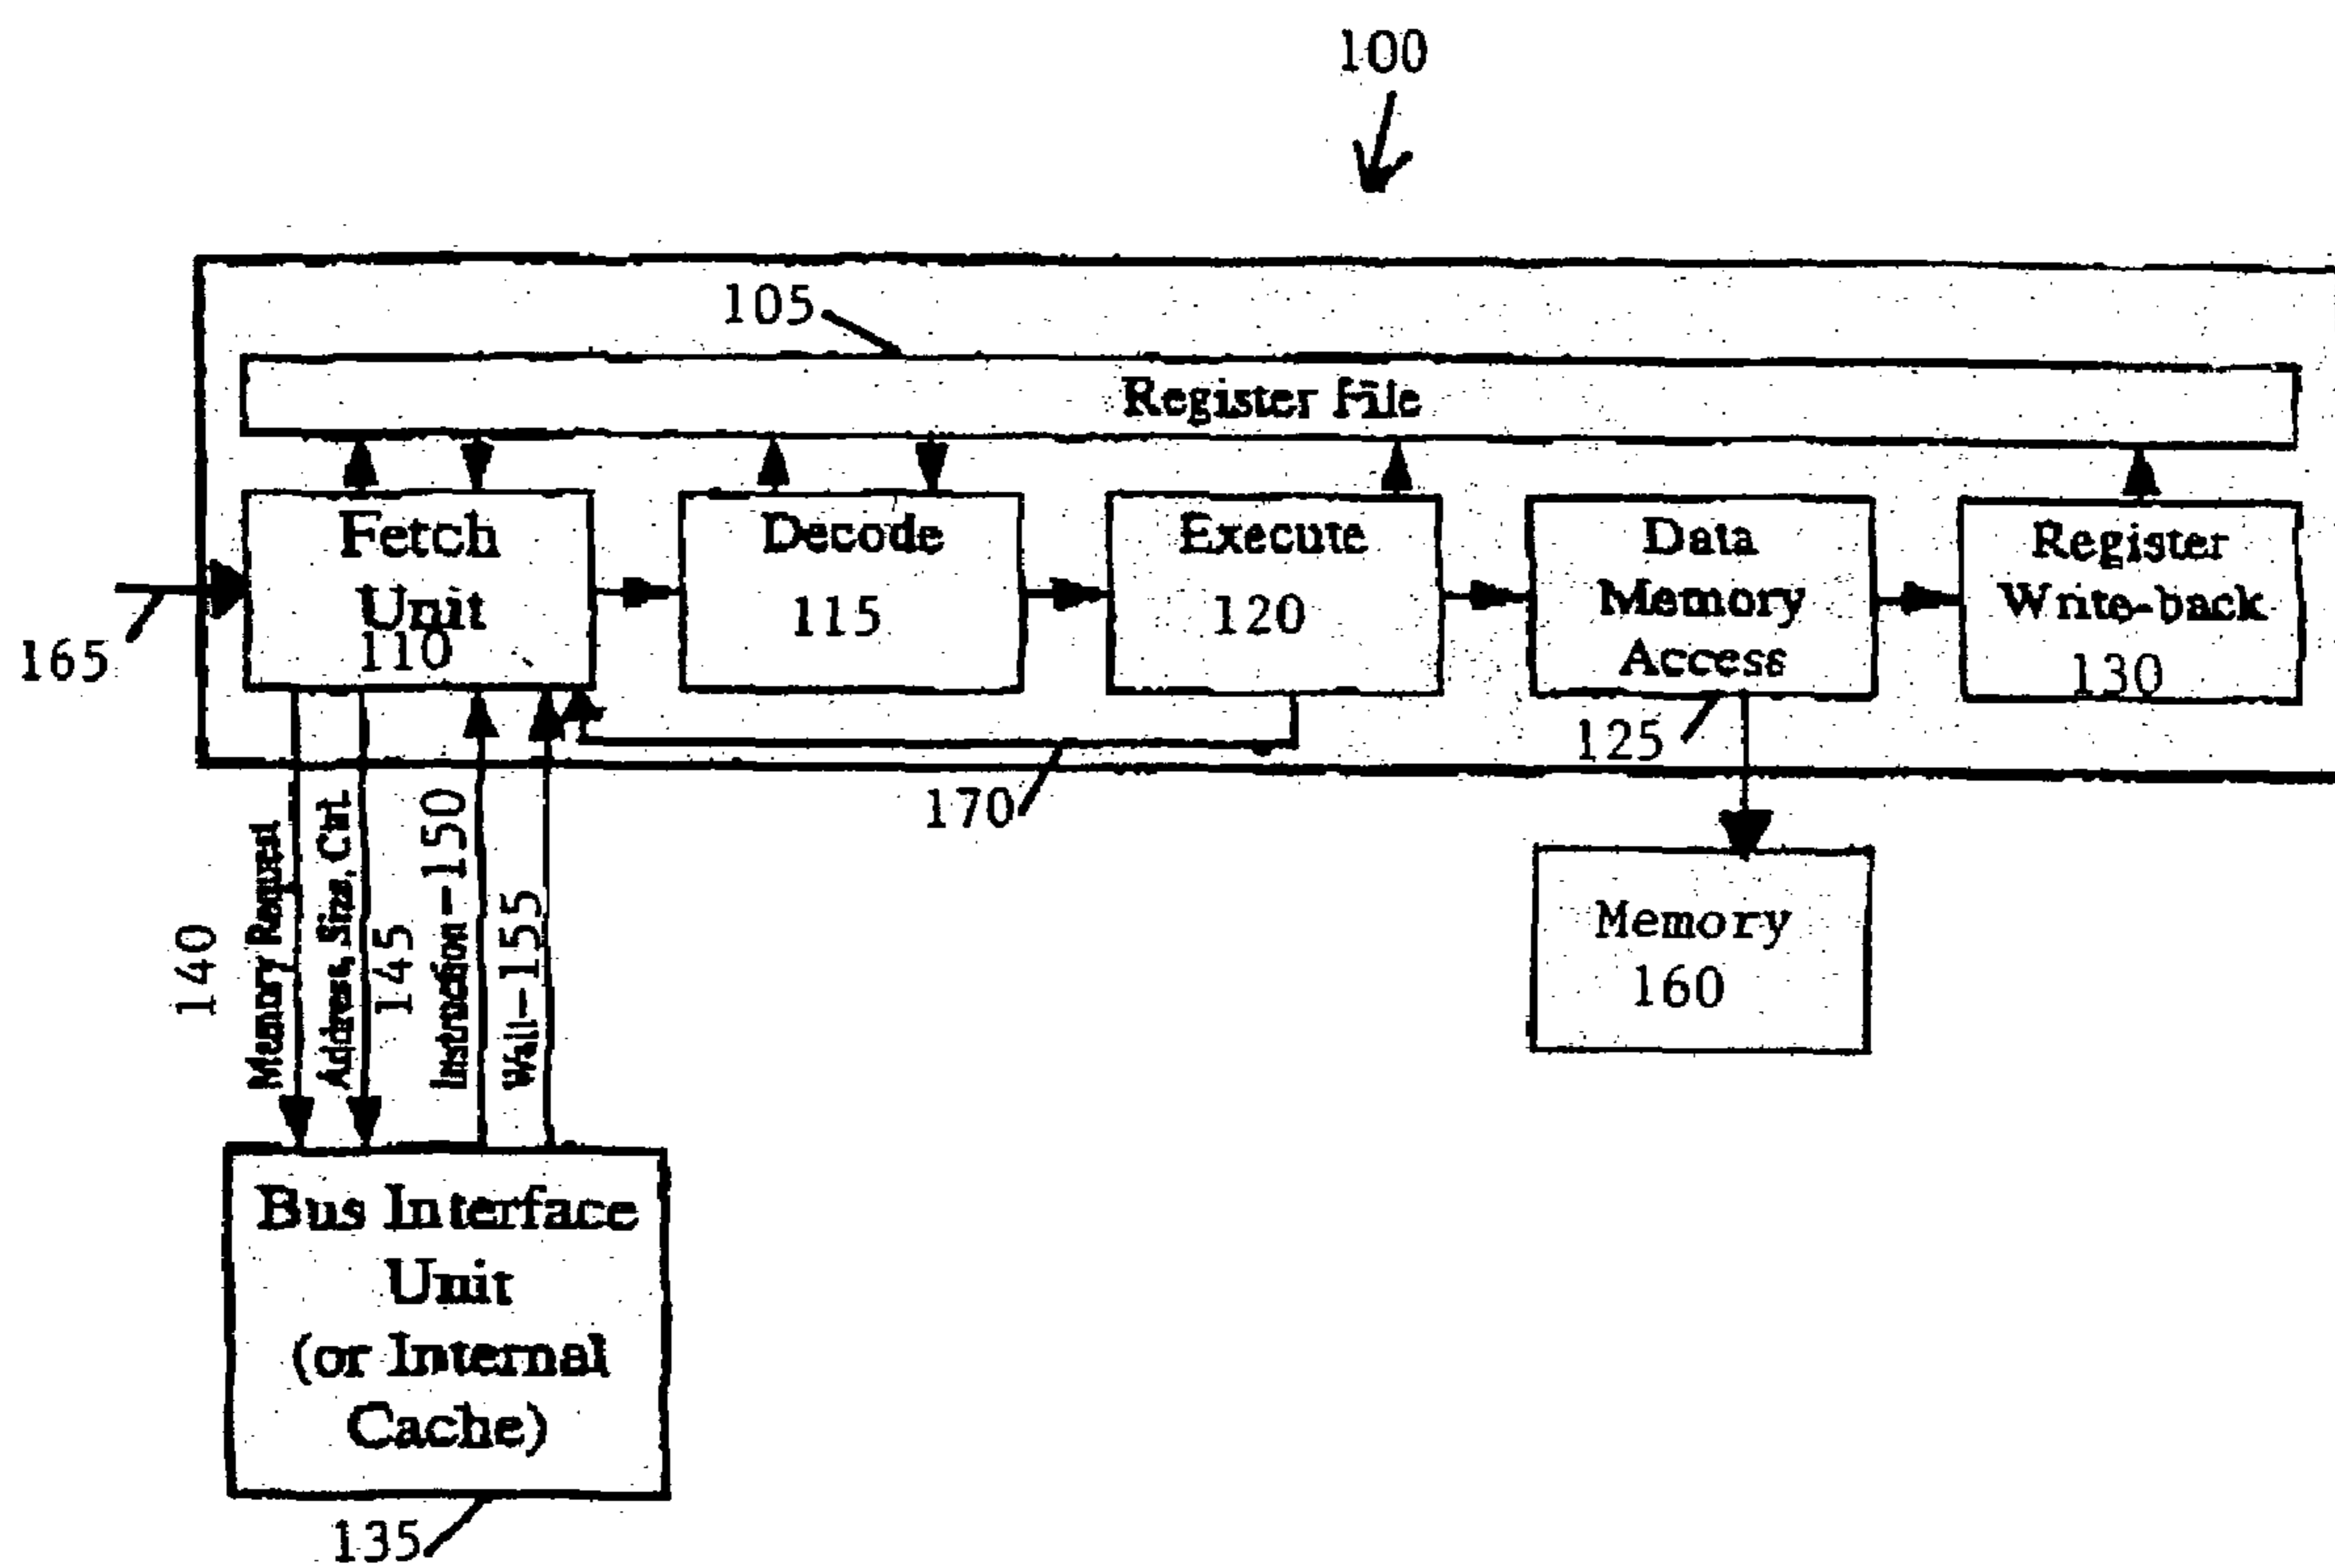 100
105
Register File
Fetch
Unit
110
Decode
115
Execute
120
Data
Memory
Access
Register
Write-back
130
165
125
170
140
Memory Request
Address, Size, Ctrl
145
Instruction-150
Wait-155
Memory
160
Bus Interface
Unit
(or Internal
Cache)
135